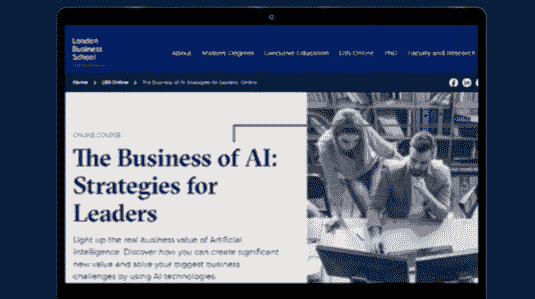 London
Business
School
About Masters Degrees Executive Education LBS Online PhD Faculty and Research
Home > LBS Online > The Business of AI: Strategies for Leaders, Online
ONLINE COURSE
The Business of AI:
Strategies for
Leaders
Light up the real business value of Artificial
Intelligence. Discover how you can create significant
new value and solve your biggest business
challenges by using AI technologies.